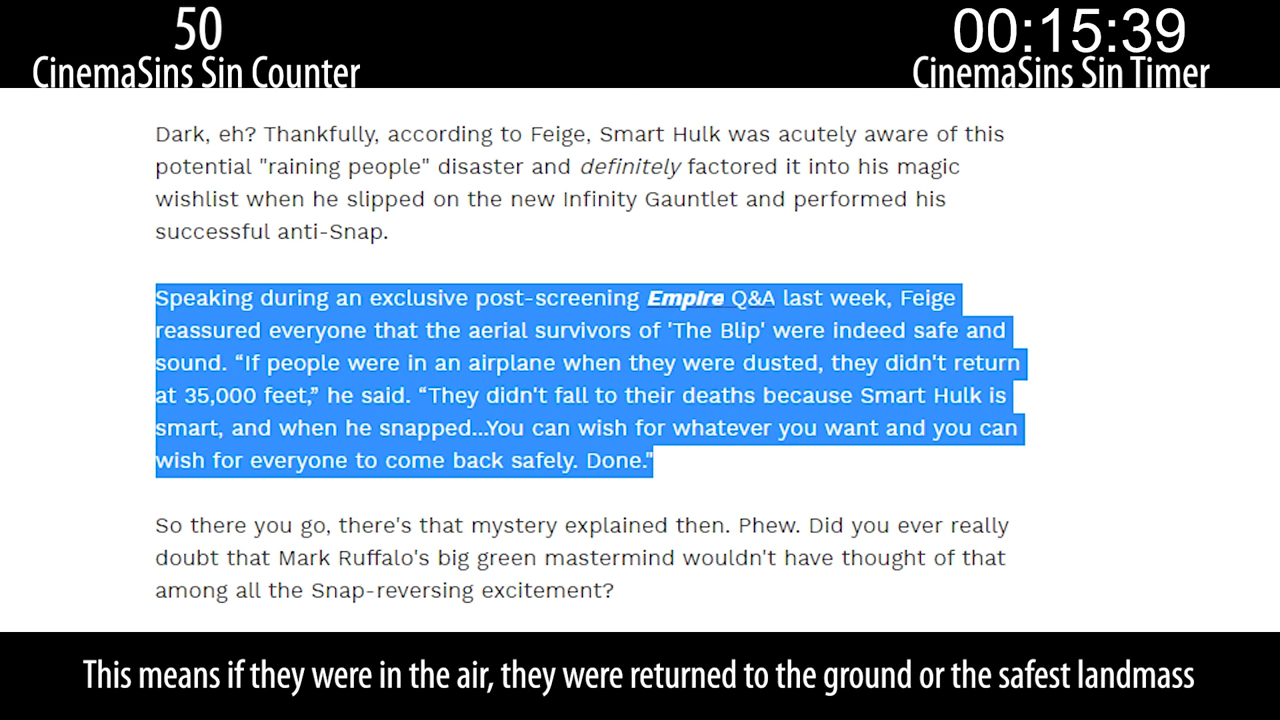 50
CinemaSins Sin Counter
00:15:39
CinemaSins Sin Timer
Dark, eh? Thankfully, according to Feige, Smart Hulk was acutely aware of this
potential "raining people" disaster and definitely factored it into his magic
wishlist when he slipped on the new Infinity Gauntlet and performed his
successful anti-Snap.
Speaking during an exclusive post-screening Empire Q&A last week, Feige
reassured everyone that the aerial survivors of 'The Blip' were indeed safe and
sound. “If people were in an airplane when they were dusted, they didn't return
at 35,000 feet,” he said. “They didn't fall to their deaths because Smart Hulk is
smart, and when he snapped...You can wish for whatever you want and you can
wish for everyone to come back safely. Done."
So there you go, there's that mystery explained then. Phew. Did you ever really
doubt that Mark Ruffalo's big green mastermind wouldn't have thought of that
among all the Snap-reversing excitement?
This means if they were in the air, they were returned to the ground or the safest landmass